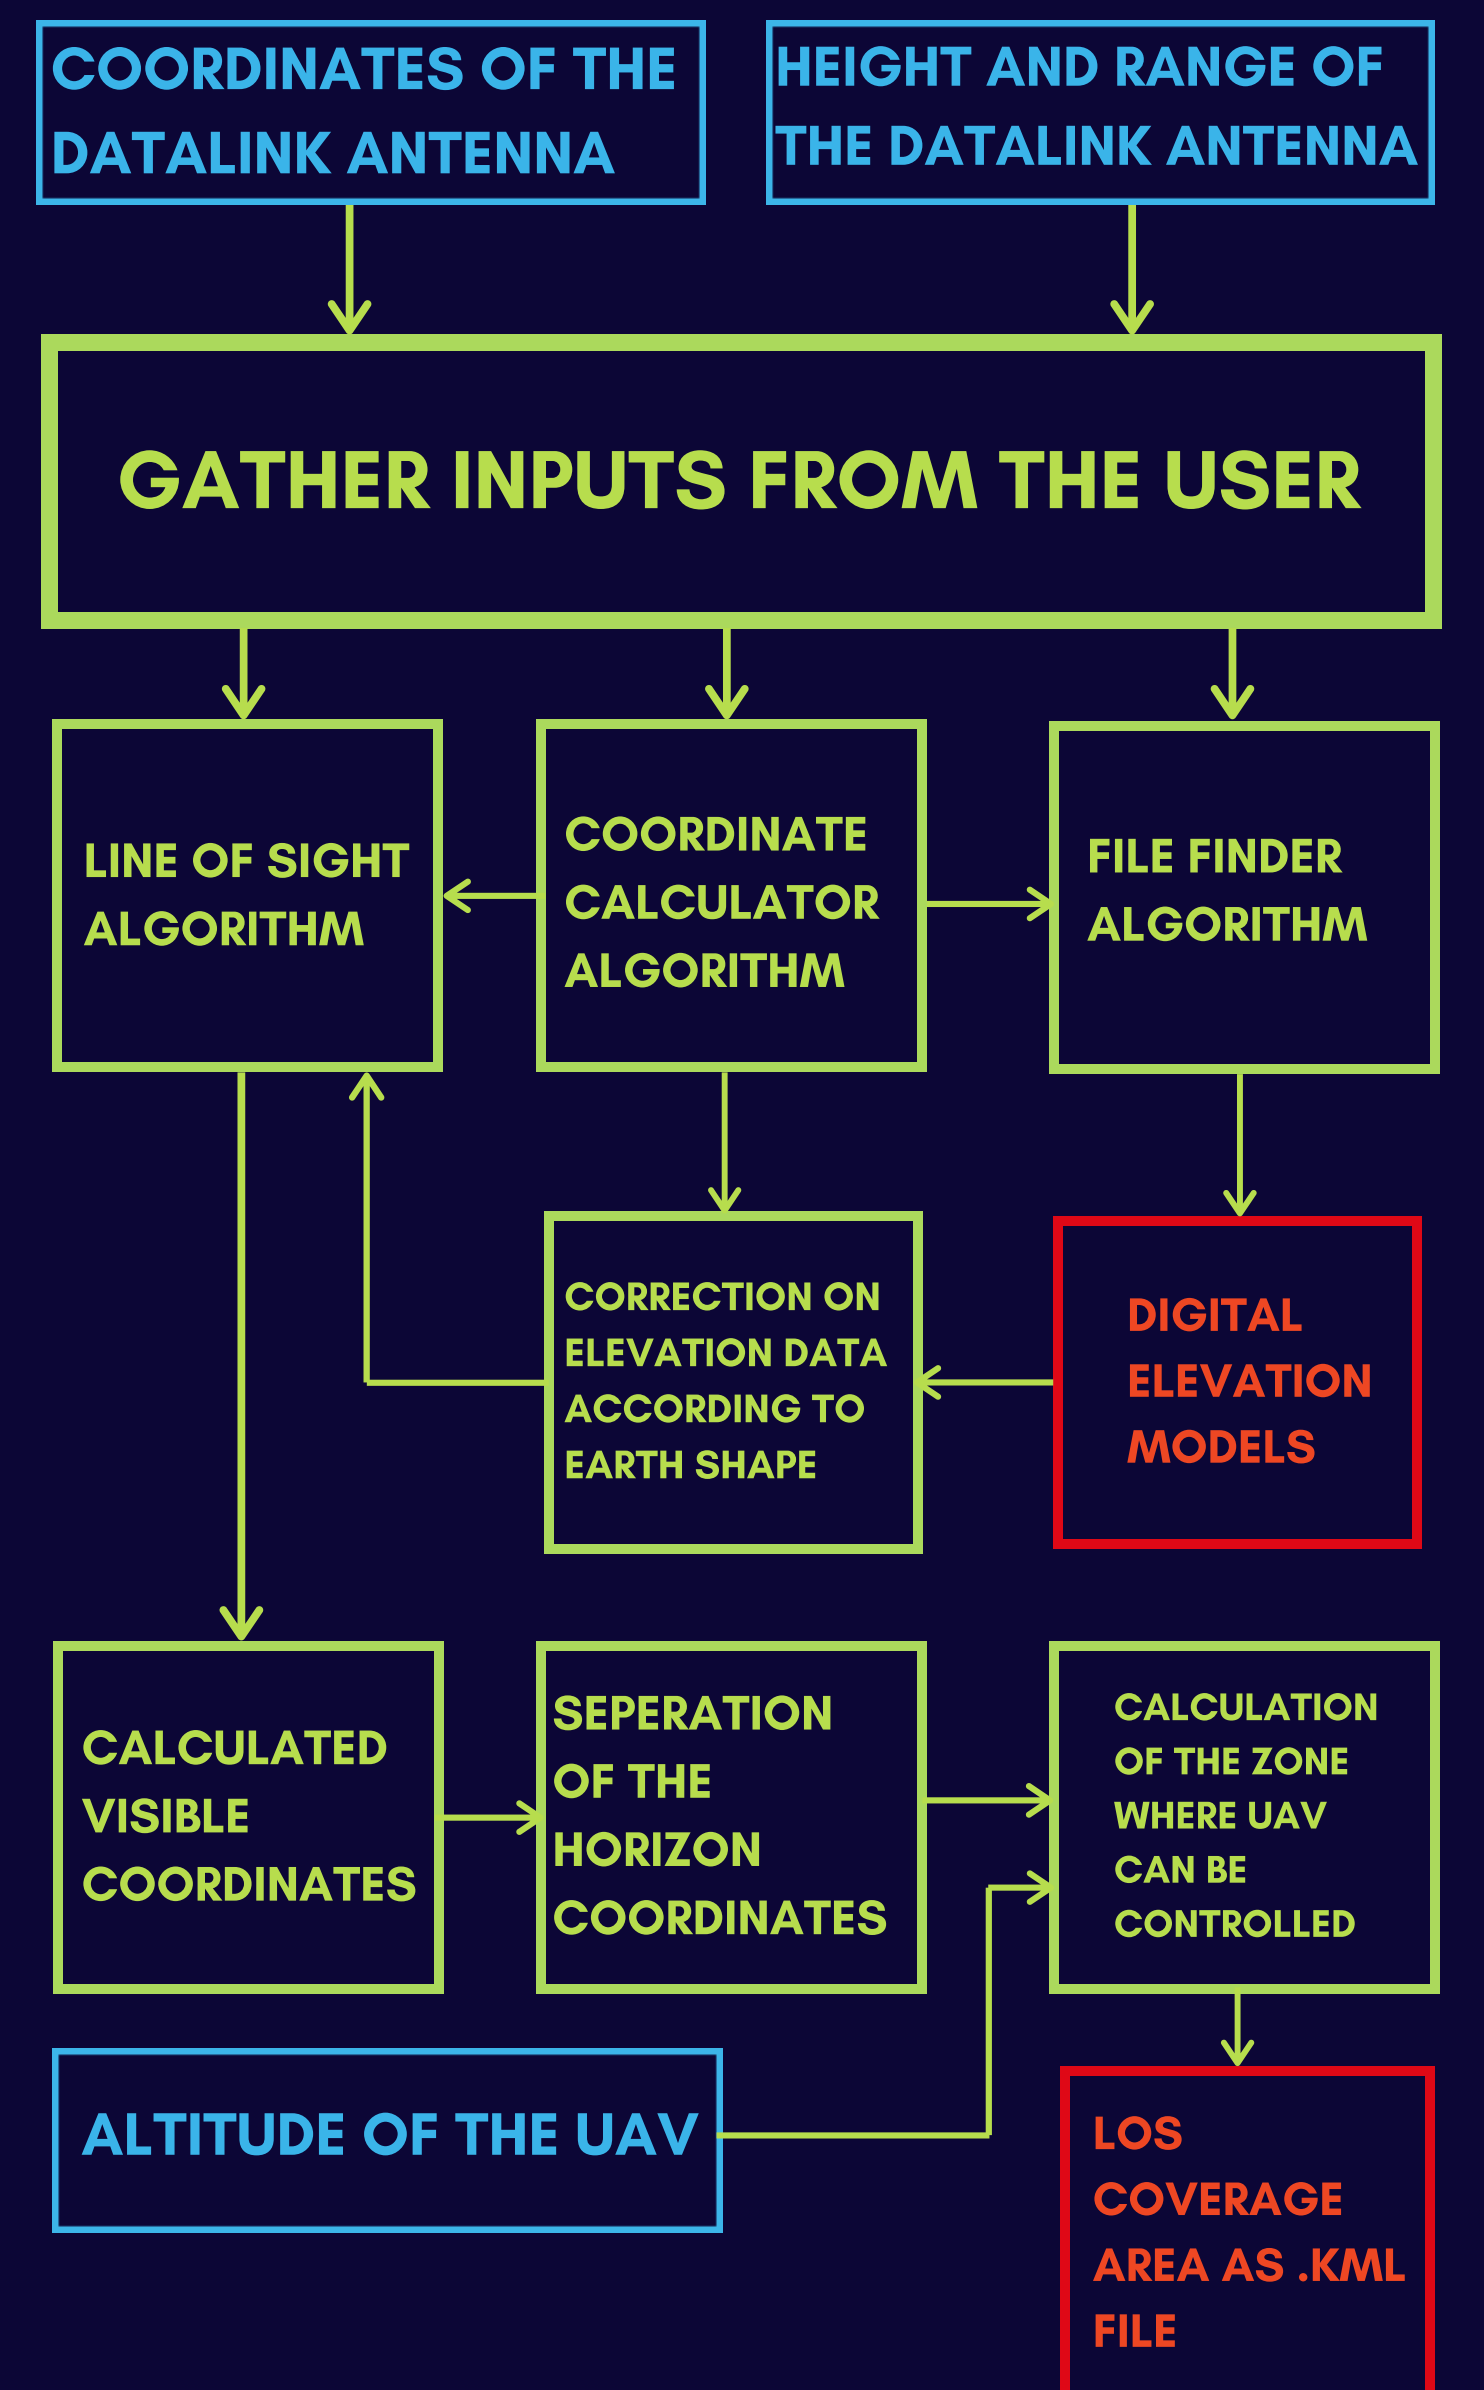 COORDINATES OF THE
DATALINK ANTENNA
HEIGHT AND RANGE OF
THE DATALINK ANTENNA
GATHER INPUTS FROM THE USER
LINE OF SIGHT
ALGORITHM
COORDINATE
CALCULATOR
ALGORITHM
FILE FINDER
ALGORITHM
CORRECTION ON
ELEVATION DATA
ACCORDING TO
EARTH SHAPE
DIGITAL
ELEVATION
MODELS
CALCULATED
VISIBLE
COORDINATES
SEPERATION
OF THE
HORIZON
COORDINATES
CALCULATION
OF THE ZONE
WHERE UAV
CAN BE
CONTROLLED
ALTITUDE OF THE UAV
LOS
COVERAGE
AREA AS .KML
FILE